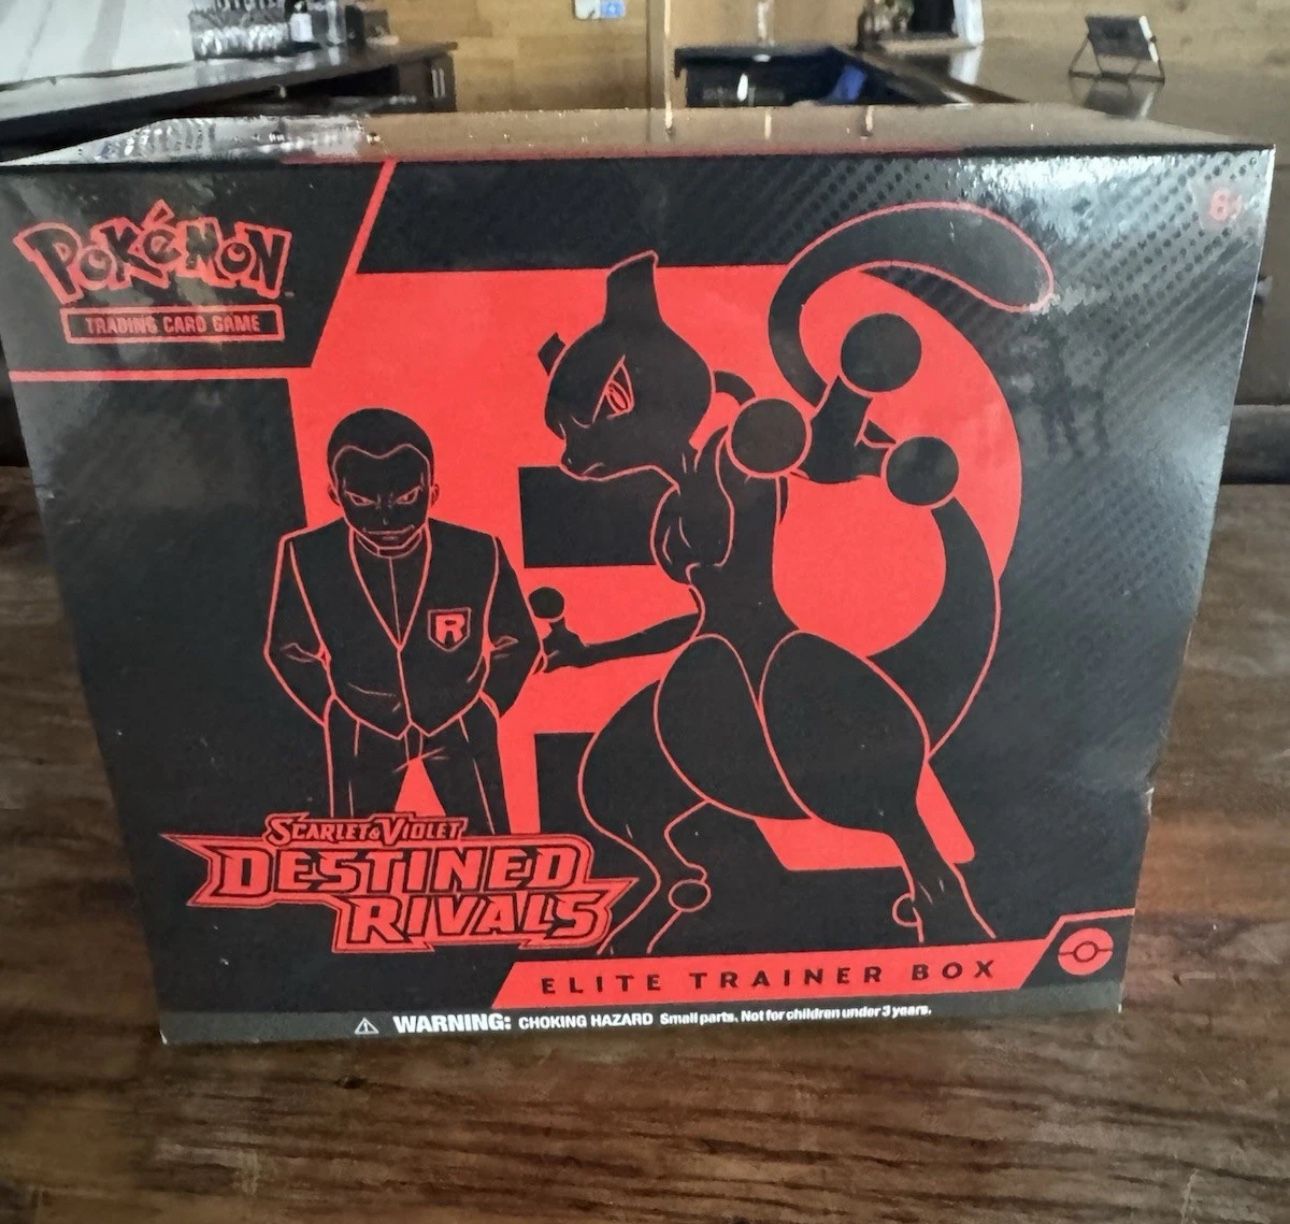 POKéMON
TRADING CARD GAME
6+
R
SCARLET & VIOLET
DESTINED
RIVALS
ELITE TRAINER BOX
⚠ WARNING: CHOKING HAZARD Small parts. Not for children under 3 years.